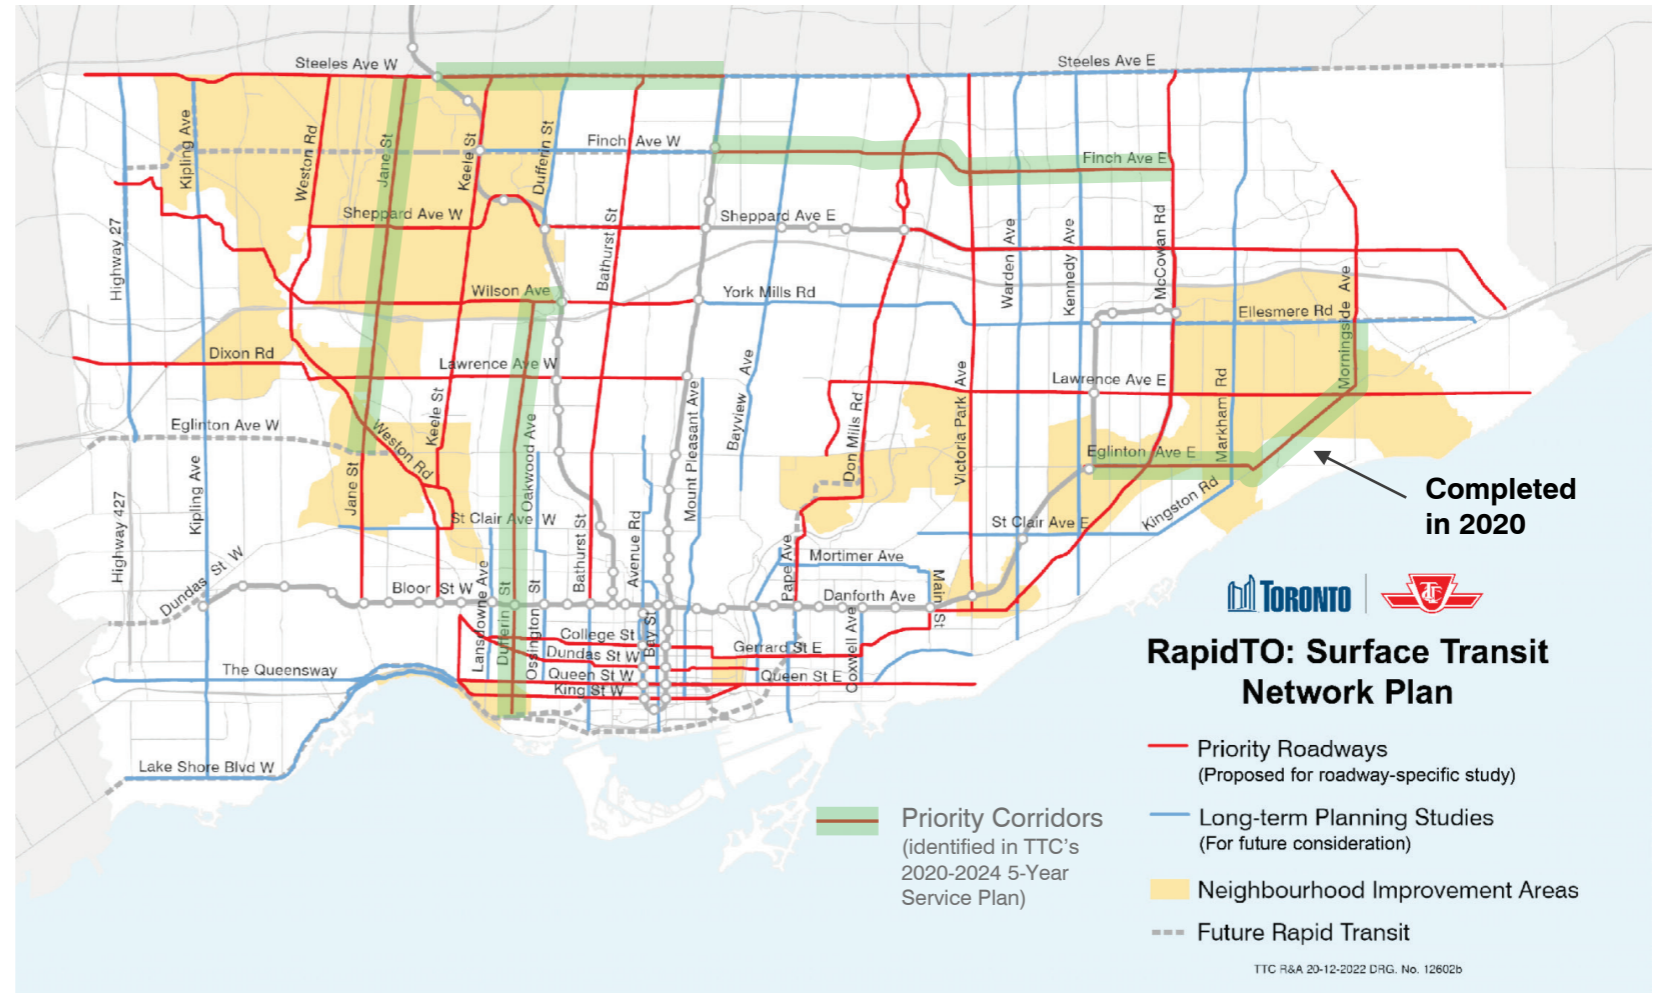 Steeles Ave W
Steeles Ave E
Kipling Ave
Weston Rd
Jane St
Keele St
Dufferin St
Finch Ave W
Finch Ave E
Highway 27
Sheppard Ave W
Bathurst St
Sheppard Ave E
Warden Ave
Kennedy Ave
McCowan Rd
Wilson Ave
York Mills Rd
Ellesmere Rd
Morningside Ave
Dixon Rd
Lawrence Ave W
Bayview Ave
Lawrence Ave E
Victoria Park Ave
Markham Rd
Mount Pleasant Ave
Don Mills Rd
Keele St
Oakwood Ave
Eglinton Ave W
Weston Rd
Eglinton Ave E
Kingston Rd
Completed
in 2020
Kipling Ave
Jane St
Highway 427
St Clair Ave W
Bathurst St
Avenue Rd
St Clair Ave E
Pape Ave
Mortimer Ave
Dundas St W
Bloor St W
Lansdowne Ave
Dufferin St
Ossington St
Danforth Ave
Main St
College St
Bay St
Dundas St W
Gerrard St E
Coxwell Ave
The Queensway
Queen St W
Queen St E
King St W
Lake Shore Blvd W
TORONTO
TTC
RapidTO: Surface Transit
Network Plan
Priority Roadways
(Proposed for roadway-specific study)
Long-term Planning Studies
(For future consideration)
Priority Corridors
(identified in TTC's
2020-2024 5-Year
Service Plan)
Neighbourhood Improvement Areas
Future Rapid Transit
TTC R&A 20-12-2022 DRG. No. 12602b